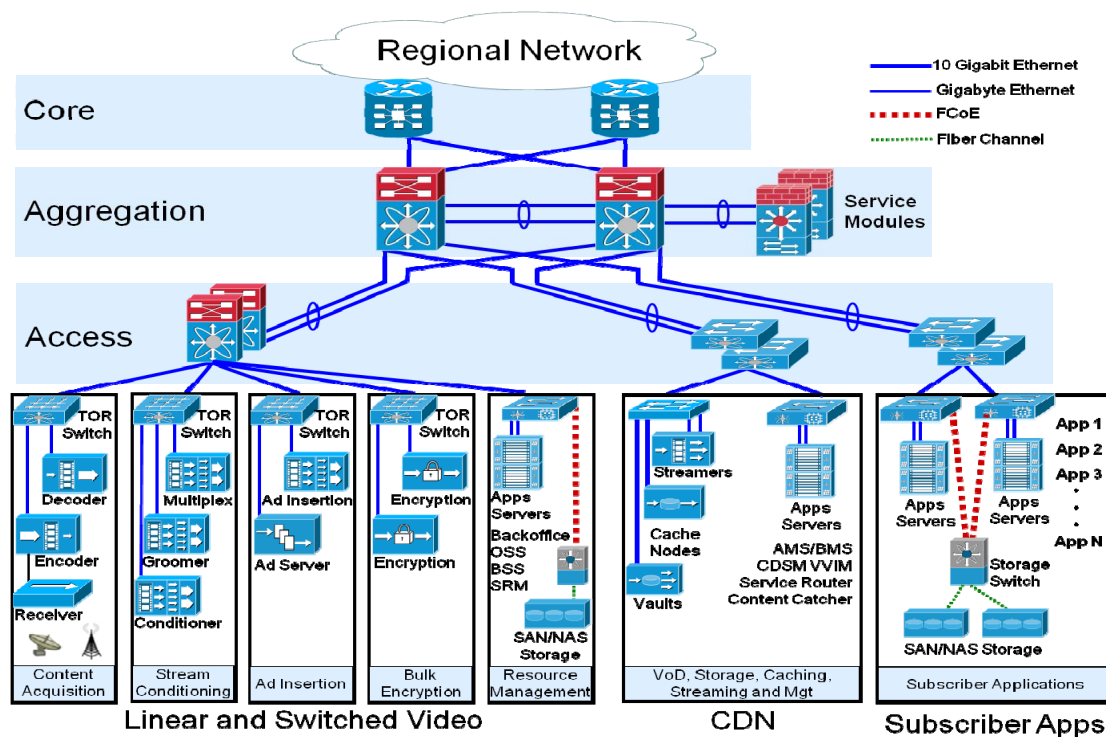 Regional Network
10 Gigabit Ethernet
Gigabyte Ethernet
FCoE
Fiber Channel
Core
Aggregation
Service
Modules
Access
TOR
Switch
Decoder
Encoder
Receiver
Content
Acquisition
TOR
Switch
Multiplex
Groomer
Conditioner
Stream
Conditioning
TOR
Switch
Ad Insertion
Ad Server
Ad Insertion
TOR
Switch
Encryption
Encryption
Bulk
Encryption
Apps
Servers
Backoffice
OSS
BSS
SRM
SAN/NAS
Storage
Resource
Management
Linear and Switched Video
Streamers
Cache
Nodes
Vaults
Apps
Servers
AMS/BMS
CDSM VVIM
Service Router
Content Catcher
VoD, Storage, Caching,
Streaming and Mgt
CDN
Apps
Servers
Apps
Servers
App 1
App 2
App 3
.
.
.
App N
Storage
Switch
SAN/NAS Storage
Subscriber Applications
Subscriber Apps